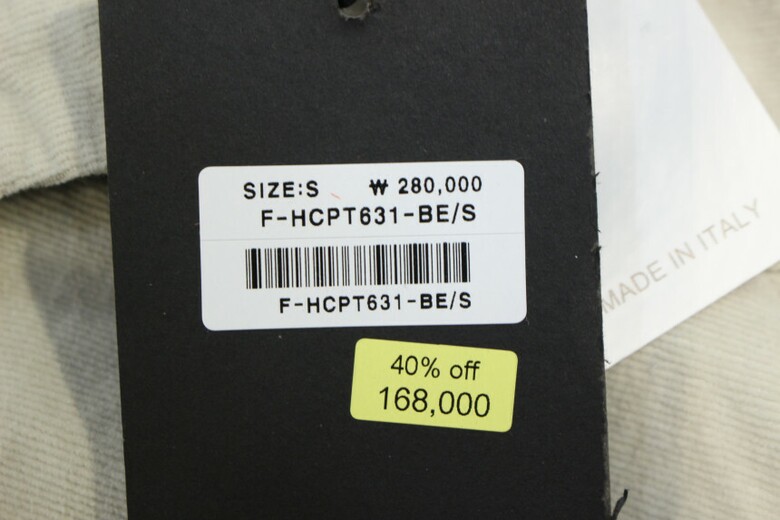 SIZE:S ₩ 280,000
F-HCPT631-BE/S
F-HCPT631-BE/S
40% off
168,000
MADE IN ITALY